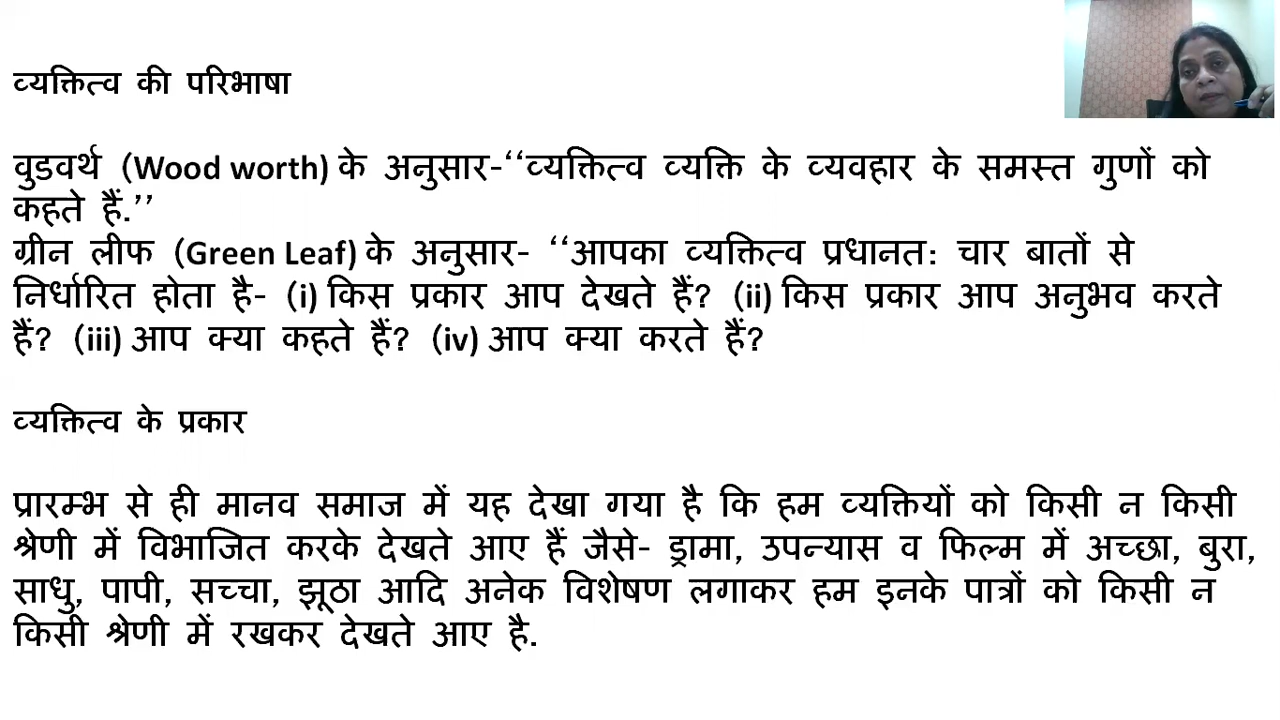 व्यक्तित्व की परिभाषा
वुडवर्थ (Wood worth) के अनुसार-‘‘व्यक्तित्व व्यक्ति के व्यवहार के समस्त गुणों को
कहते हैं.’’
ग्रीन लीफ (Green Leaf) के अनुसार- ‘‘आपका व्यक्तित्व प्रधानत: चार बातों से
निर्धारित होता है- (i) किस प्रकार आप देखते हैं? (ii) किस प्रकार आप अनुभव करते
हैं? (iii) आप क्या कहते हैं? (iv) आप क्या करते हैं?
व्यक्तित्व के प्रकार
प्रारम्भ से ही मानव समाज में यह देखा गया है कि हम व्यक्तियों को किसी न किसी
श्रेणी में विभाजित करके देखते आए हैं जैसे- ड्रामा, उपन्यास व फिल्म में अच्छा, बुरा,
साधु, पापी, सच्चा, झूठा आदि अनेक विशेषण लगाकर हम इनके पात्रों को किसी न
किसी श्रेणी में रखकर देखते आए है.